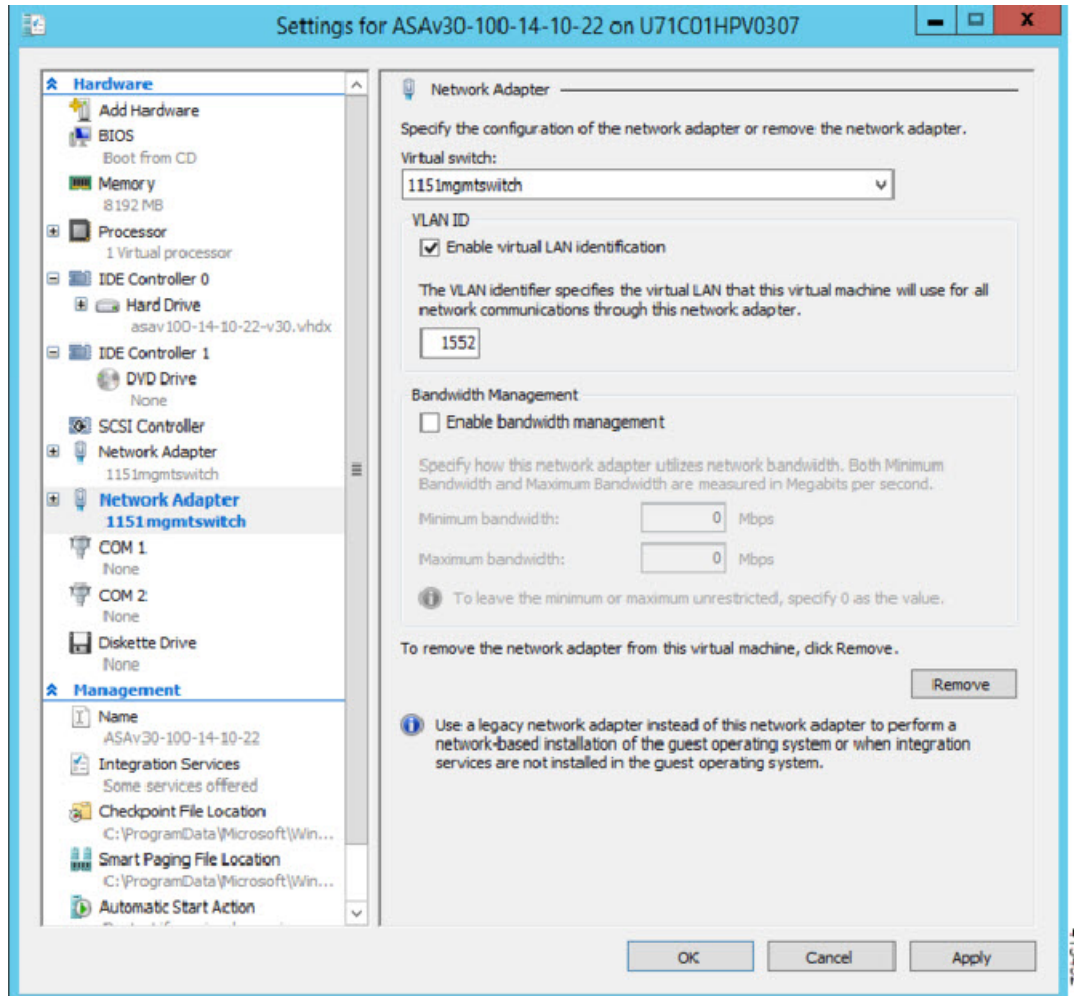 Settings for ASAv30-100-14-10-22 on U71C01HPV0307
Hardware
Add Hardware
BIOS
Boot from CD
Memory
8192 MB
Processor
1 Virtual processor
IDE Controller 0
Hard Drive
asav100-14-10-22-v30.vhdx
IDE Controller 1
DVD Drive
None
SCSI Controller
Network Adapter
1151mgmtswitch
Network Adapter
1151mgmtswitch
COM 1
None
COM 2
None
Diskette Drive
None
Management
Name
ASAv30-100-14-10-22
Integration Services
Some services offered
Checkpoint File Location
C:\ProgramData\Microsoft\Win...
Smart Paging File Location
C:\ProgramData\Microsoft\Win...
Automatic Start Action
Network Adapter
Specify the configuration of the network adapter or remove the network adapter.
Virtual switch:
1151mgmtswitch
VLAN ID
Enable virtual LAN identification
The VLAN identifier specifies the virtual LAN that this virtual machine will use for all
network communications through this network adapter.
1552
Bandwidth Management
Enable bandwidth management
Specify how this network adapter utilizes network bandwidth. Both Minimum
Bandwidth and Maximum Bandwidth are measured in Megabits per second.
Minimum bandwidth: 0 Mbps
Maximum bandwidth: 0 Mbps
To leave the minimum or maximum unrestricted, specify 0 as the value.
To remove the network adapter from this virtual machine, click Remove.
Remove
Use a legacy network adapter instead of this network adapter to perform a
network-based installation of the guest operating system or when integration
services are not installed in the guest operating system.
OK Cancel Apply